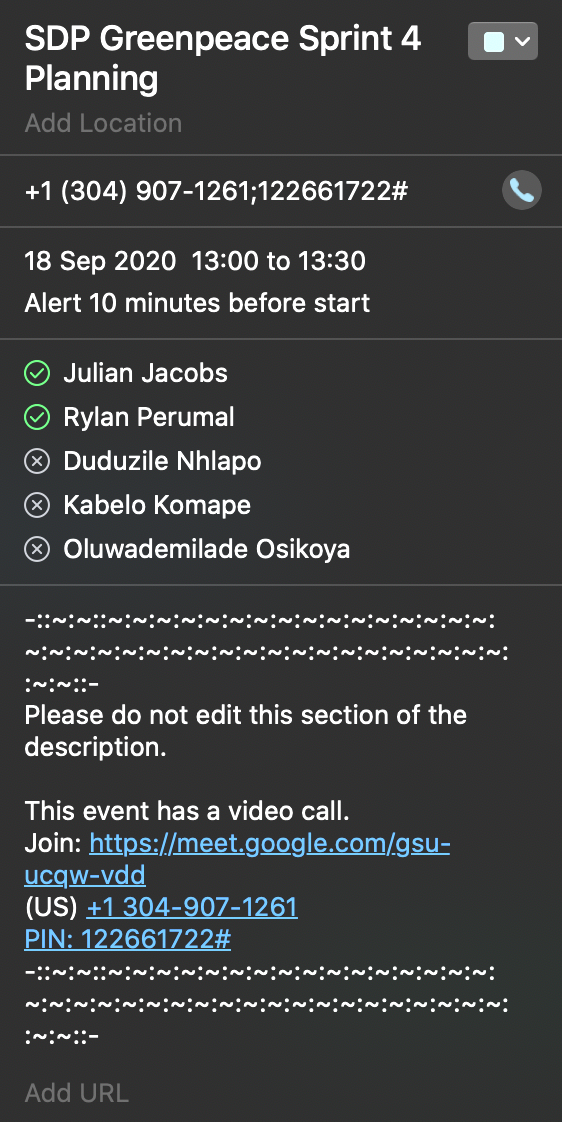 SDP Greenpeace Sprint 4
Planning
Add Location
+1 (304) 907-1261;122661722#
18 Sep 2020  13:00 to 13:30
Alert 10 minutes before start
Julian Jacobs
Rylan Perumal
Duduzile Nhlapo
Kabelo Komape
Oluwademilade Osikoya
-::~:~::~:~:~:~:~:~:~:~:~:~:~:~:~:~:~:~:~:~:
~:~:~:~:~:~:~:~:~:~:~:~:~:~:~:~:~:~:~:~:
:~:~::-
Please do not edit this section of the
description.
This event has a video call.
Join: https://meet.google.com/gsu-
ucqw-vdd
(US) +1 304-907-1261
PIN: 122661722#
-::~:~::~:~:~:~:~:~:~:~:~:~:~:~:~:~:~:~:~:~:
~:~:~:~:~:~:~:~:~:~:~:~:~:~:~:~:~:~:~:~:
:~:~::-
Add URL